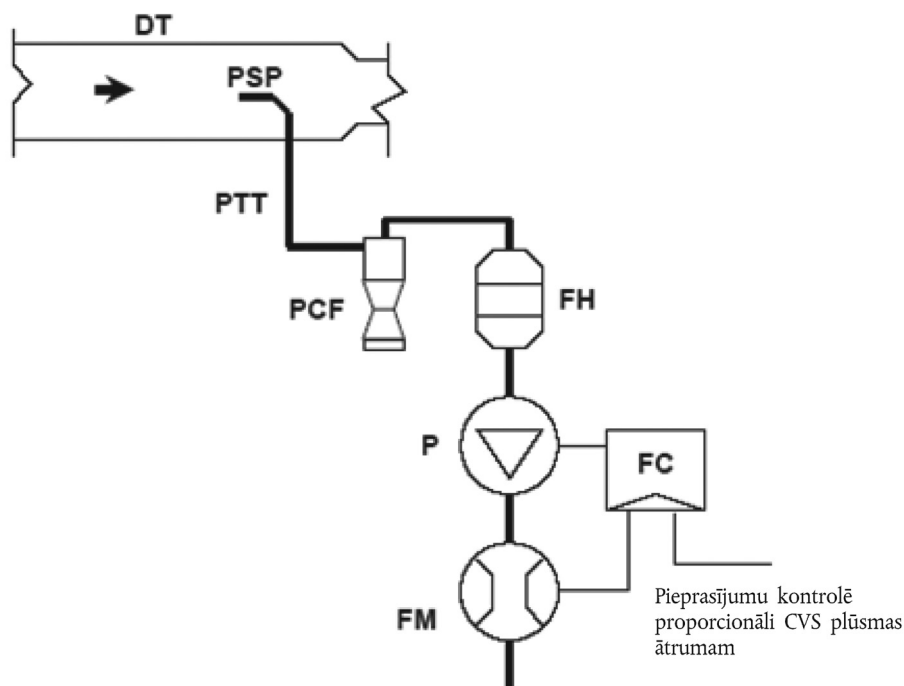 DT
PSP
PTT
PCF
FH
P
FC
FM
Pieprasījumu kontrolē
proporcionāli CVS plūsmas
ātrumam